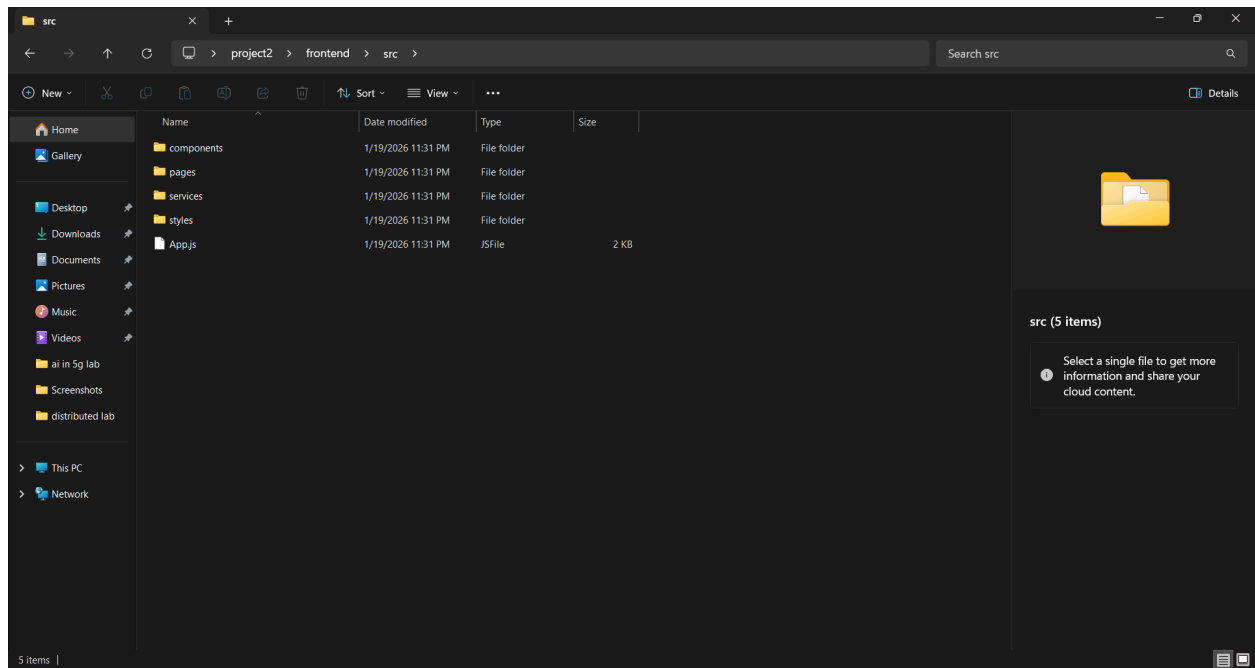 src
project2 > frontend > src >
Search src
New
Sort
View
...
Details
Home
Gallery
Desktop
Downloads
Documents
Pictures
Music
Videos
ai in 5g lab
Screenshots
distributed lab
This PC
Network
Name Date modified Type Size
components 1/19/2026 11:31 PM File folder
pages 1/19/2026 11:31 PM File folder
services 1/19/2026 11:31 PM File folder
styles 1/19/2026 11:31 PM File folder
App.js 1/19/2026 11:31 PM JSFile 2 KB
src (5 items)
Select a single file to get more
information and share your
cloud content.
5 items